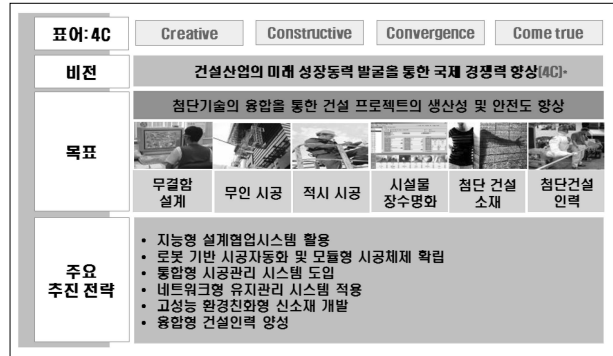 표어: 4C
Creative
Constructive
Convergence
Come true
비전
건설산업의 미래 성장동력 발굴을 통한 국제 경쟁력 향상(4C)*
목표
첨단기술의 융합을 통한 건설 프로젝트의 생산성 및 안전도 향상
무결함
설계
무인 시공
적시 시공
시설물
장수명화
첨단 건설
소재
첨단건설
인력
주요
추진 전략
• 지능형 설계협업시스템 활용
• 로봇 기반 시공자동화 및 모듈형 시공체제 확립
• 통합형 시공관리 시스템 도입
• 네트워크형 유지관리 시스템 적용
• 고성능 환경친화형 신소재 개발
• 융합형 건설인력 양성